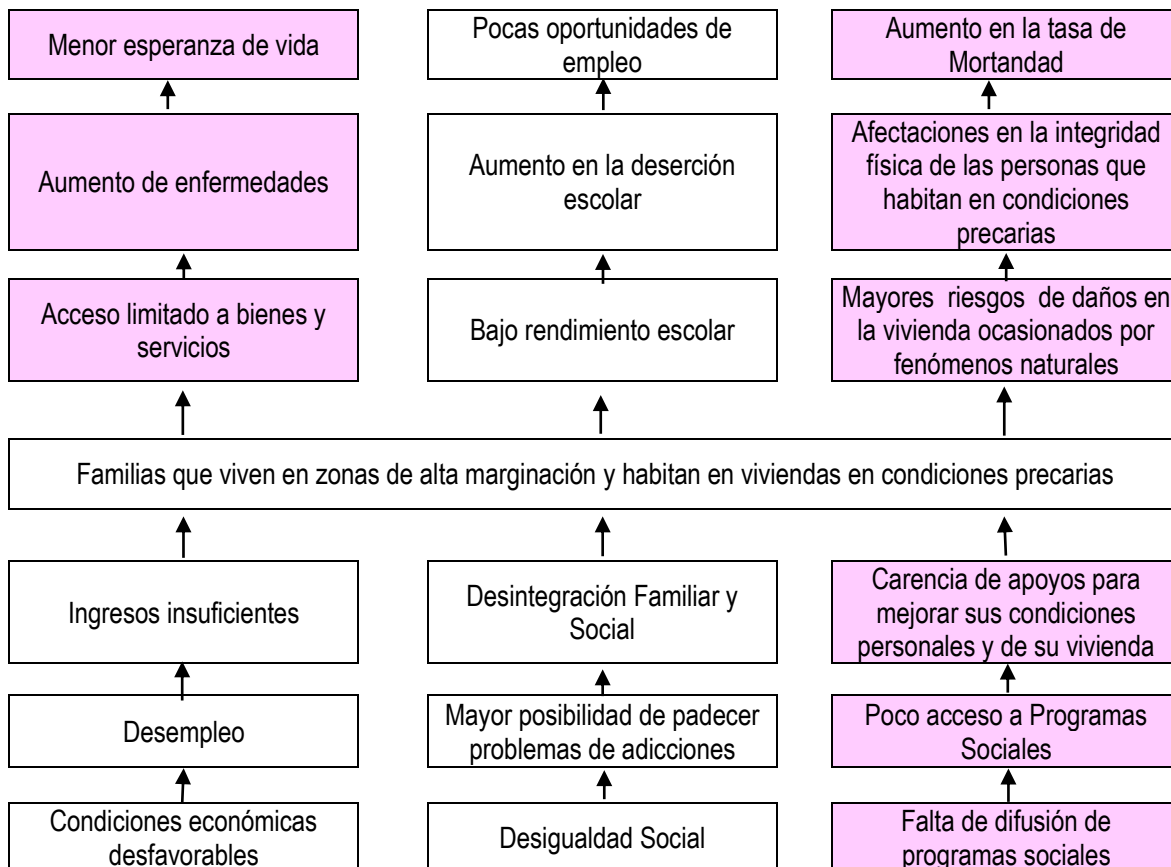 Menor esperanza de vida
Pocas oportunidades de
empleo
Aumento en la tasa de
Mortandad
Aumento de enfermedades
Aumento en la deserción
escolar
Afectaciones en la integridad
física de las personas que
habitan en condiciones
precarias
Acceso limitado a bienes y
servicios
Bajo rendimiento escolar
Mayores riesgos de daños en
la vivienda ocasionados por
fenómenos naturales
Familias que viven en zonas de alta marginación y habitan en viviendas en condiciones precarias
Ingresos insuficientes
Desintegración Familiar y
Social
Carencia de apoyos para
mejorar sus condiciones
personales y de su vivienda
Desempleo
Mayor posibilidad de padecer
problemas de adicciones
Poco acceso a Programas
Sociales
Condiciones económicas
desfavorables
Desigualdad Social
Falta de difusión de
programas sociales